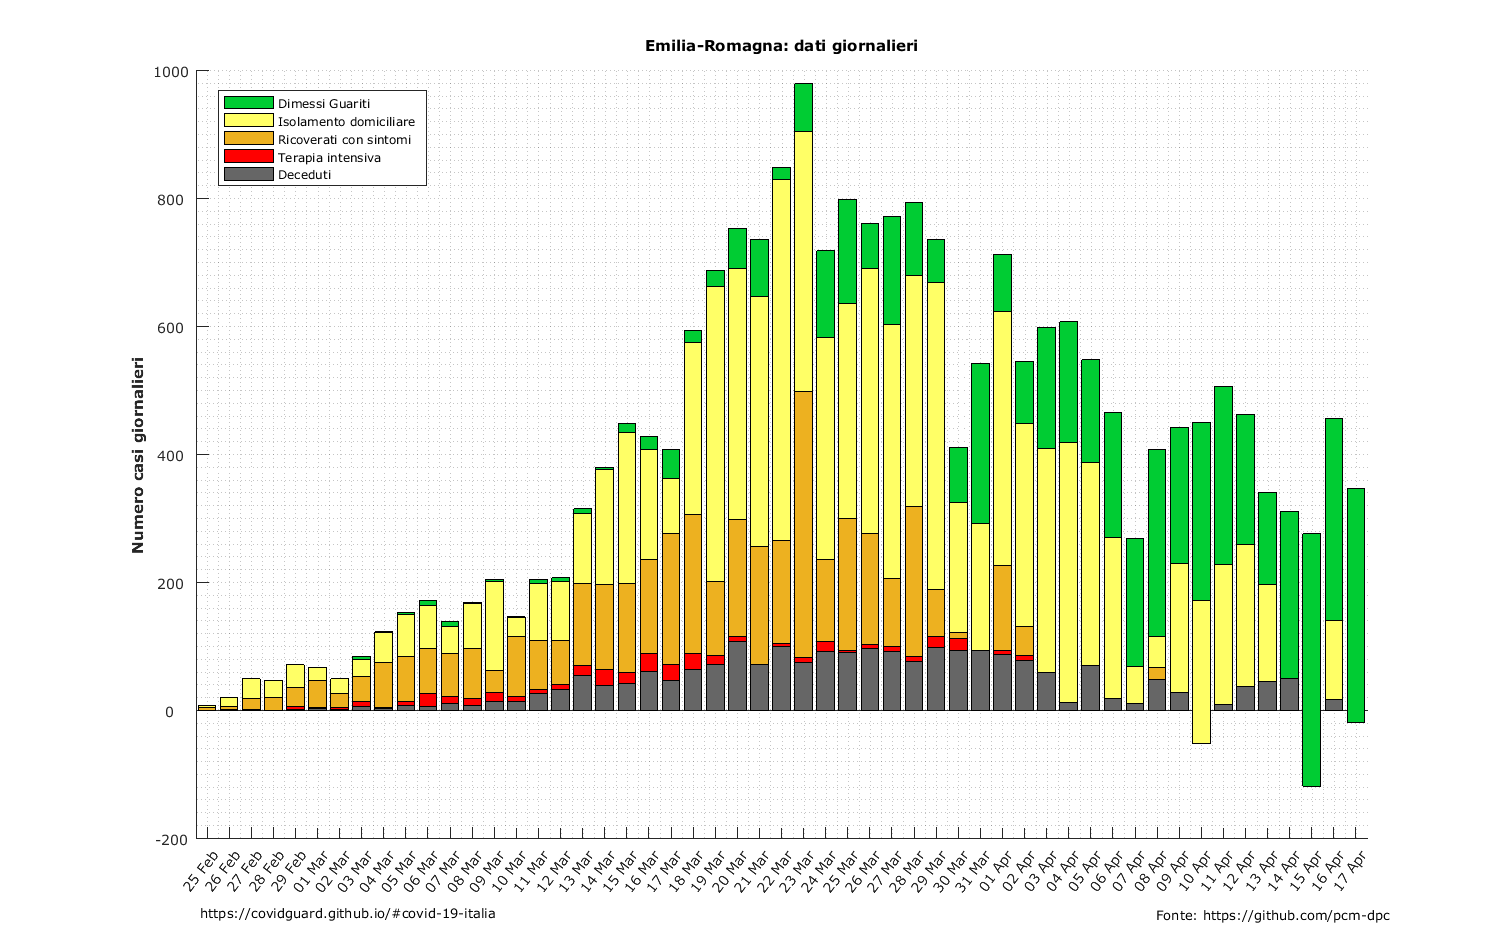 Emilia-Romagna: dati giornalieri
1000
800
600
400
200
0
-200
Numero casi giornalieri
Dimessi Guariti
Isolamento domiciliare
Ricoverati con sintomi
Terapia intensiva
Deceduti
25 Feb
26 Feb
27 Feb
28 Feb
29 Feb
01 Mar
02 Mar
03 Mar
04 Mar
05 Mar
06 Mar
07 Mar
08 Mar
09 Mar
10 Mar
11 Mar
12 Mar
13 Mar
14 Mar
15 Mar
16 Mar
17 Mar
18 Mar
19 Mar
20 Mar
21 Mar
22 Mar
23 Mar
24 Mar
25 Mar
26 Mar
27 Mar
28 Mar
29 Mar
30 Mar
31 Mar
01 Apr
02 Apr
03 Apr
04 Apr
05 Apr
06 Apr
07 Apr
08 Apr
09 Apr
10 Apr
11 Apr
12 Apr
13 Apr
14 Apr
15 Apr
16 Apr
17 Apr
https://covidguard.github.io/#covid-19-italia
Fonte: https://github.com/pcm-dpc